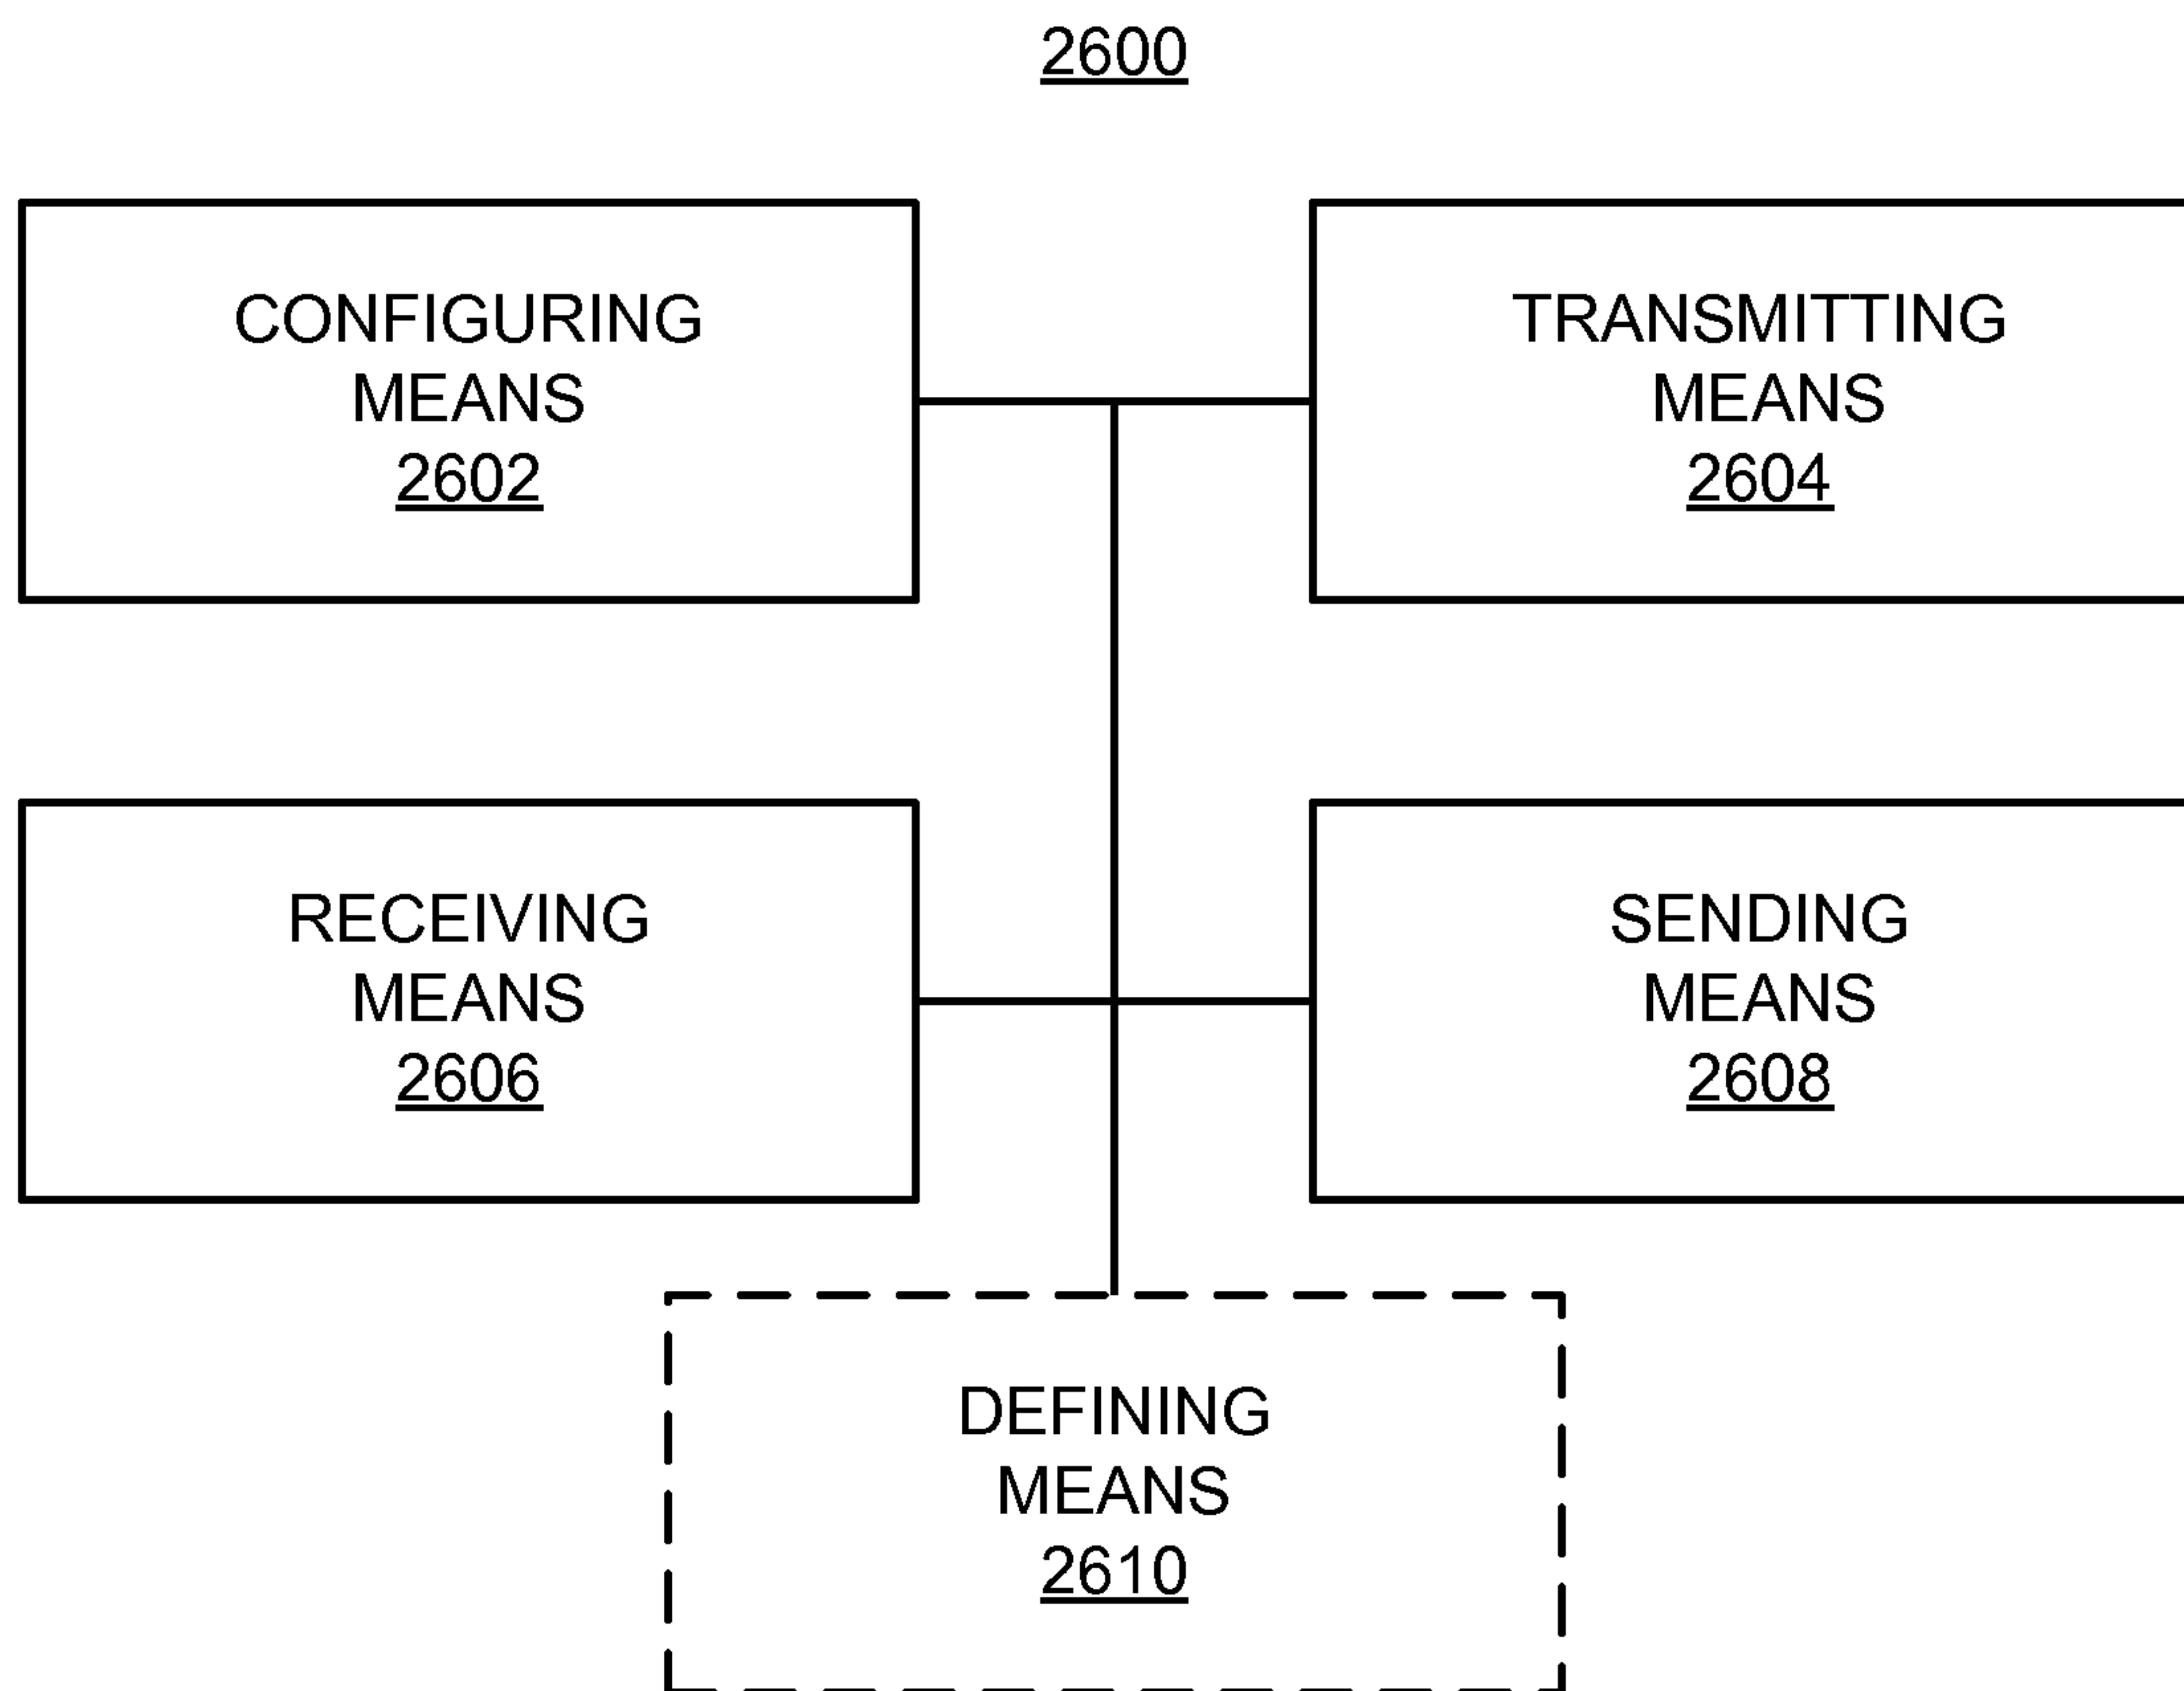 2600
CONFIGURING
MEANS
2602
TRANSMITTING
MEANS
2604
RECEIVING
MEANS
2606
SENDING
MEANS
2608
DEFINING
MEANS
2610